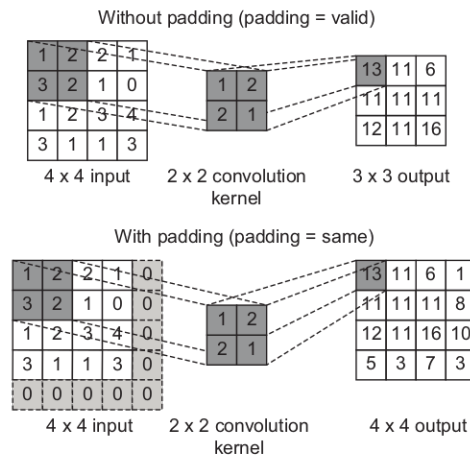 Without padding (padding = valid)
1 2 2 1
3 2 1 0
1 2 3 4
3 1 1 3
4 x 4 input
1 2
2 1
2 x 2 convolution
kernel
13 11 6
11 11 11
12 11 16
3 x 3 output
With padding (padding = same)
1 2 2 1 0
3 2 1 0 0
1 2 3 4 0
3 1 1 3 0
0 0 0 0 0
4 x 4 input
1 2
2 1
2 x 2 convolution
kernel
13 11 6 1
11 11 11 8
12 11 16 10
5 3 7 3
4 x 4 output